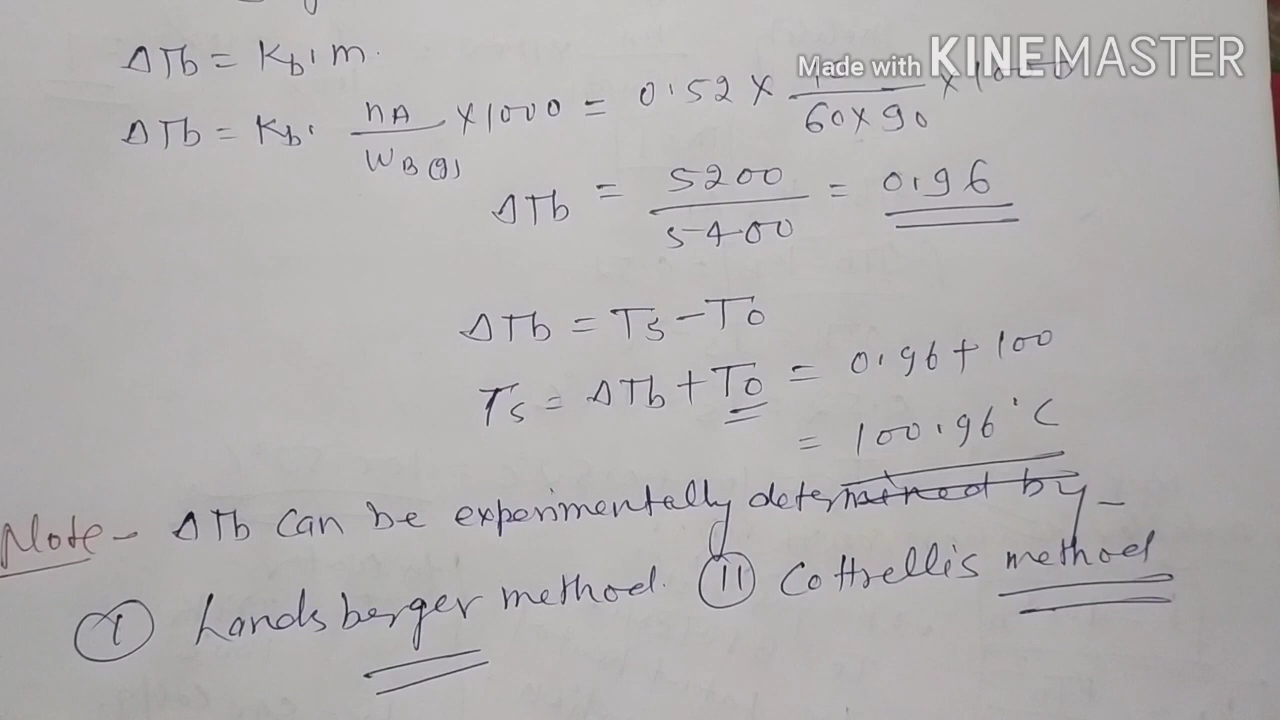 ΔTb = Kb·m.
Made with KINEMASTER
ΔTb = Kb· nA/WB(g) ×1000 = 0·52 × /60×90 ×1000
ΔTb = 5200/5400 = 0·96
ΔTb = Ts – To
Ts = ΔTb + To = 0·96 + 100
= 100·96°C
Note – ΔTb can be experimentally determined by –
(I) Landsberger method. (II) Cottrell's method